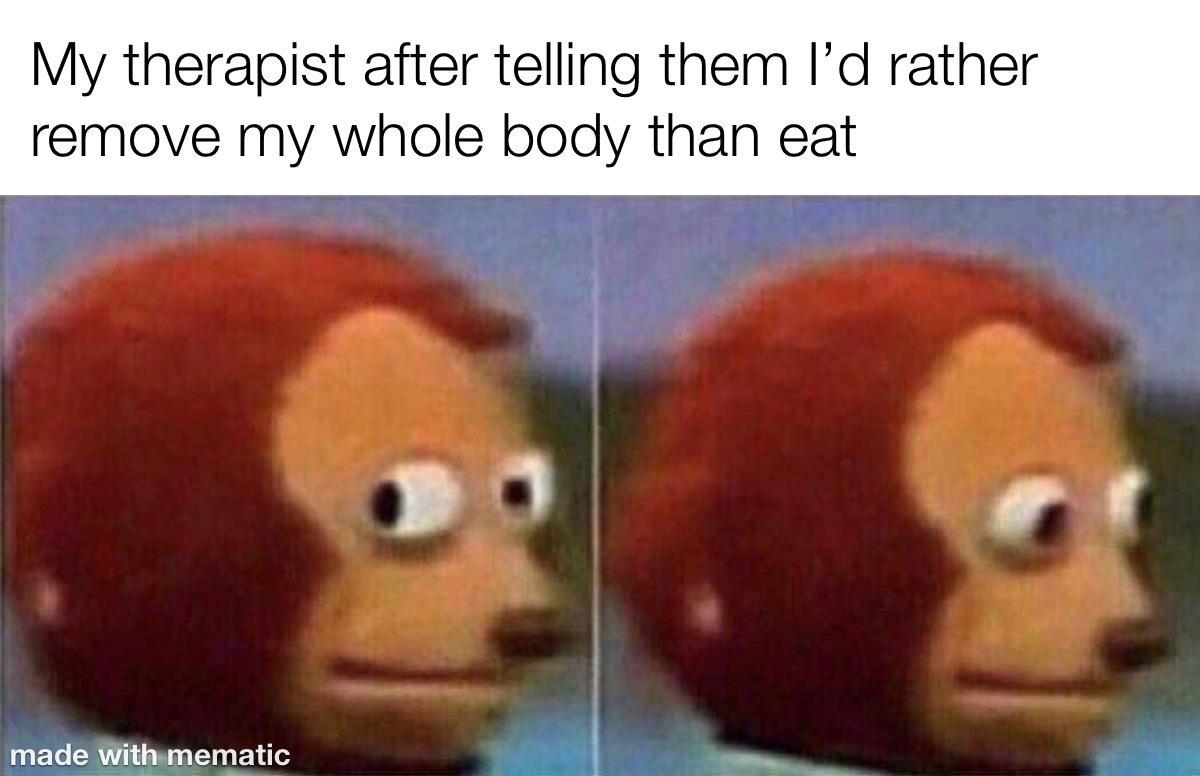 My therapist after telling them I’d rather
remove my whole body than eat
made with mematic